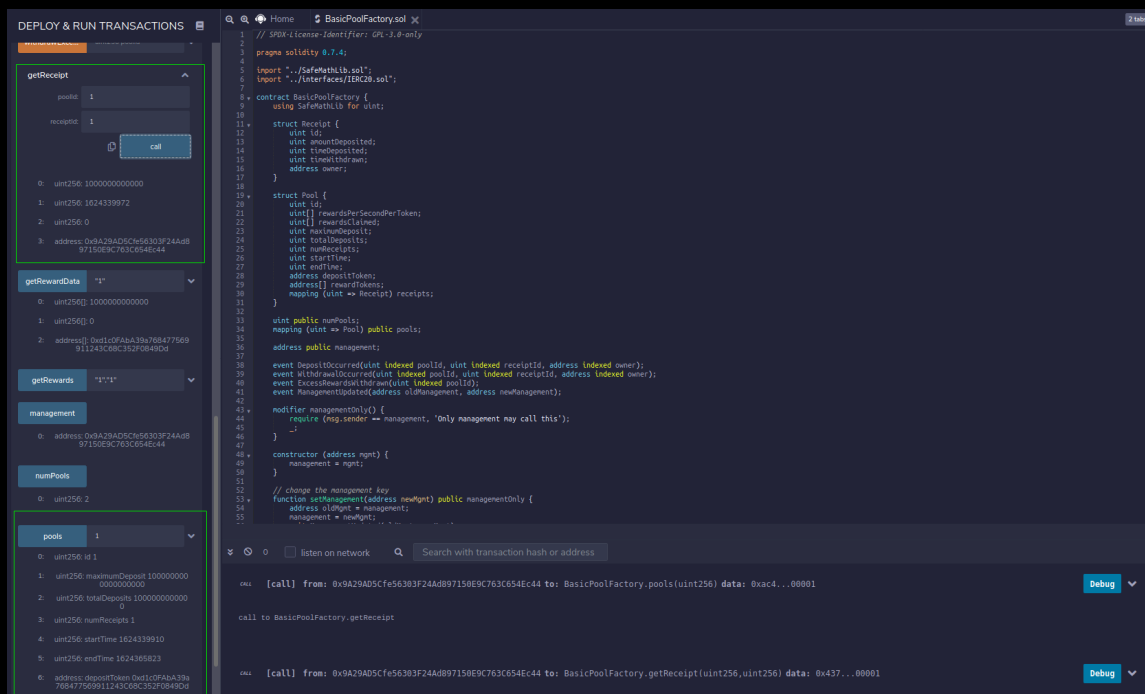 DEPLOY & RUN TRANSACTIONS
getReceipt
poolId: 1
receiptId: 1
call
0: uint256: 1000000000000
1: uint256: 1624339972
2: uint256: 0
3: address: 0x9A29AD5Cfe56303F24Ad8
97150E9C763C654Ec44
getRewardData "1"
0: uint256[]: 1000000000000
1: uint256[]: 0
2: address[]: 0xd1c0FAbA39a768477569
911243C68C352F0849Dd
getRewards "1","1"
management
0: address: 0x9A29AD5Cfe56303F24Ad8
97150E9C763C654Ec44
numPools
0: uint256: 2
pools 1
0: uint256: id 1
1: uint256: maximumDeposit 100000000
0000000000000
2: uint256: totalDeposits 100000000000
0
3: uint256: numReceipts 1
4: uint256: startTime 1624339910
5: uint256: endTime 1624365823
6: address: depositToken 0xd1c0FAbA39a
768477569911243C68C352F0849Dd
Home BasicPoolFactory.sol
2 tabs
1 // SPDX-License-Identifier: GPL-3.0-only
2
3 pragma solidity 0.7.4;
4
5 import "../SafeMathLib.sol";
6 import "../interfaces/IERC20.sol";
7
8 contract BasicPoolFactory {
9 using SafeMathLib for uint;
10
11 struct Receipt {
12 uint id;
13 uint amountDeposited;
14 uint timeDeposited;
15 uint timeWithdrawn;
16 address owner;
17 }
18
19 struct Pool {
20 uint id;
21 uint[] rewardsPerSecondPerToken;
22 uint[] rewardsClaimed;
23 uint maximumDeposit;
24 uint totalDeposits;
25 uint numReceipts;
26 uint startTime;
27 uint endTime;
28 address depositToken;
29 address[] rewardTokens;
30 mapping (uint => Receipt) receipts;
31 }
32
33 uint public numPools;
34 mapping (uint => Pool) public pools;
35
36 address public management;
37
38 event DepositOccurred(uint indexed poolId, uint indexed receiptId, address indexed owner);
39 event WithdrawalOccurred(uint indexed poolId, uint indexed receiptId, address indexed owner);
40 event ExcessRewardsWithdrawn(uint indexed poolId);
41 event ManagementUpdated(address oldManagement, address newManagement);
42
43 modifier managementOnly() {
44 require (msg.sender == management, 'Only management may call this');
45 _;
46 }
47
48 constructor (address mgmt) {
49 management = mgmt;
50 }
51
52 // change the management key
53 function setManagement(address newMgmt) public managementOnly {
54 address oldMgmt = management;
55 management = newMgmt;
0 listen on network Search with transaction hash or address
CALL [call] from: 0x9A29AD5Cfe56303F24Ad897150E9C763C654Ec44 to: BasicPoolFactory.pools(uint256) data: 0xac4...00001 Debug
call to BasicPoolFactory.getReceipt
CALL [call] from: 0x9A29AD5Cfe56303F24Ad897150E9C763C654Ec44 to: BasicPoolFactory.getReceipt(uint256,uint256) data: 0x437...00001 Debug